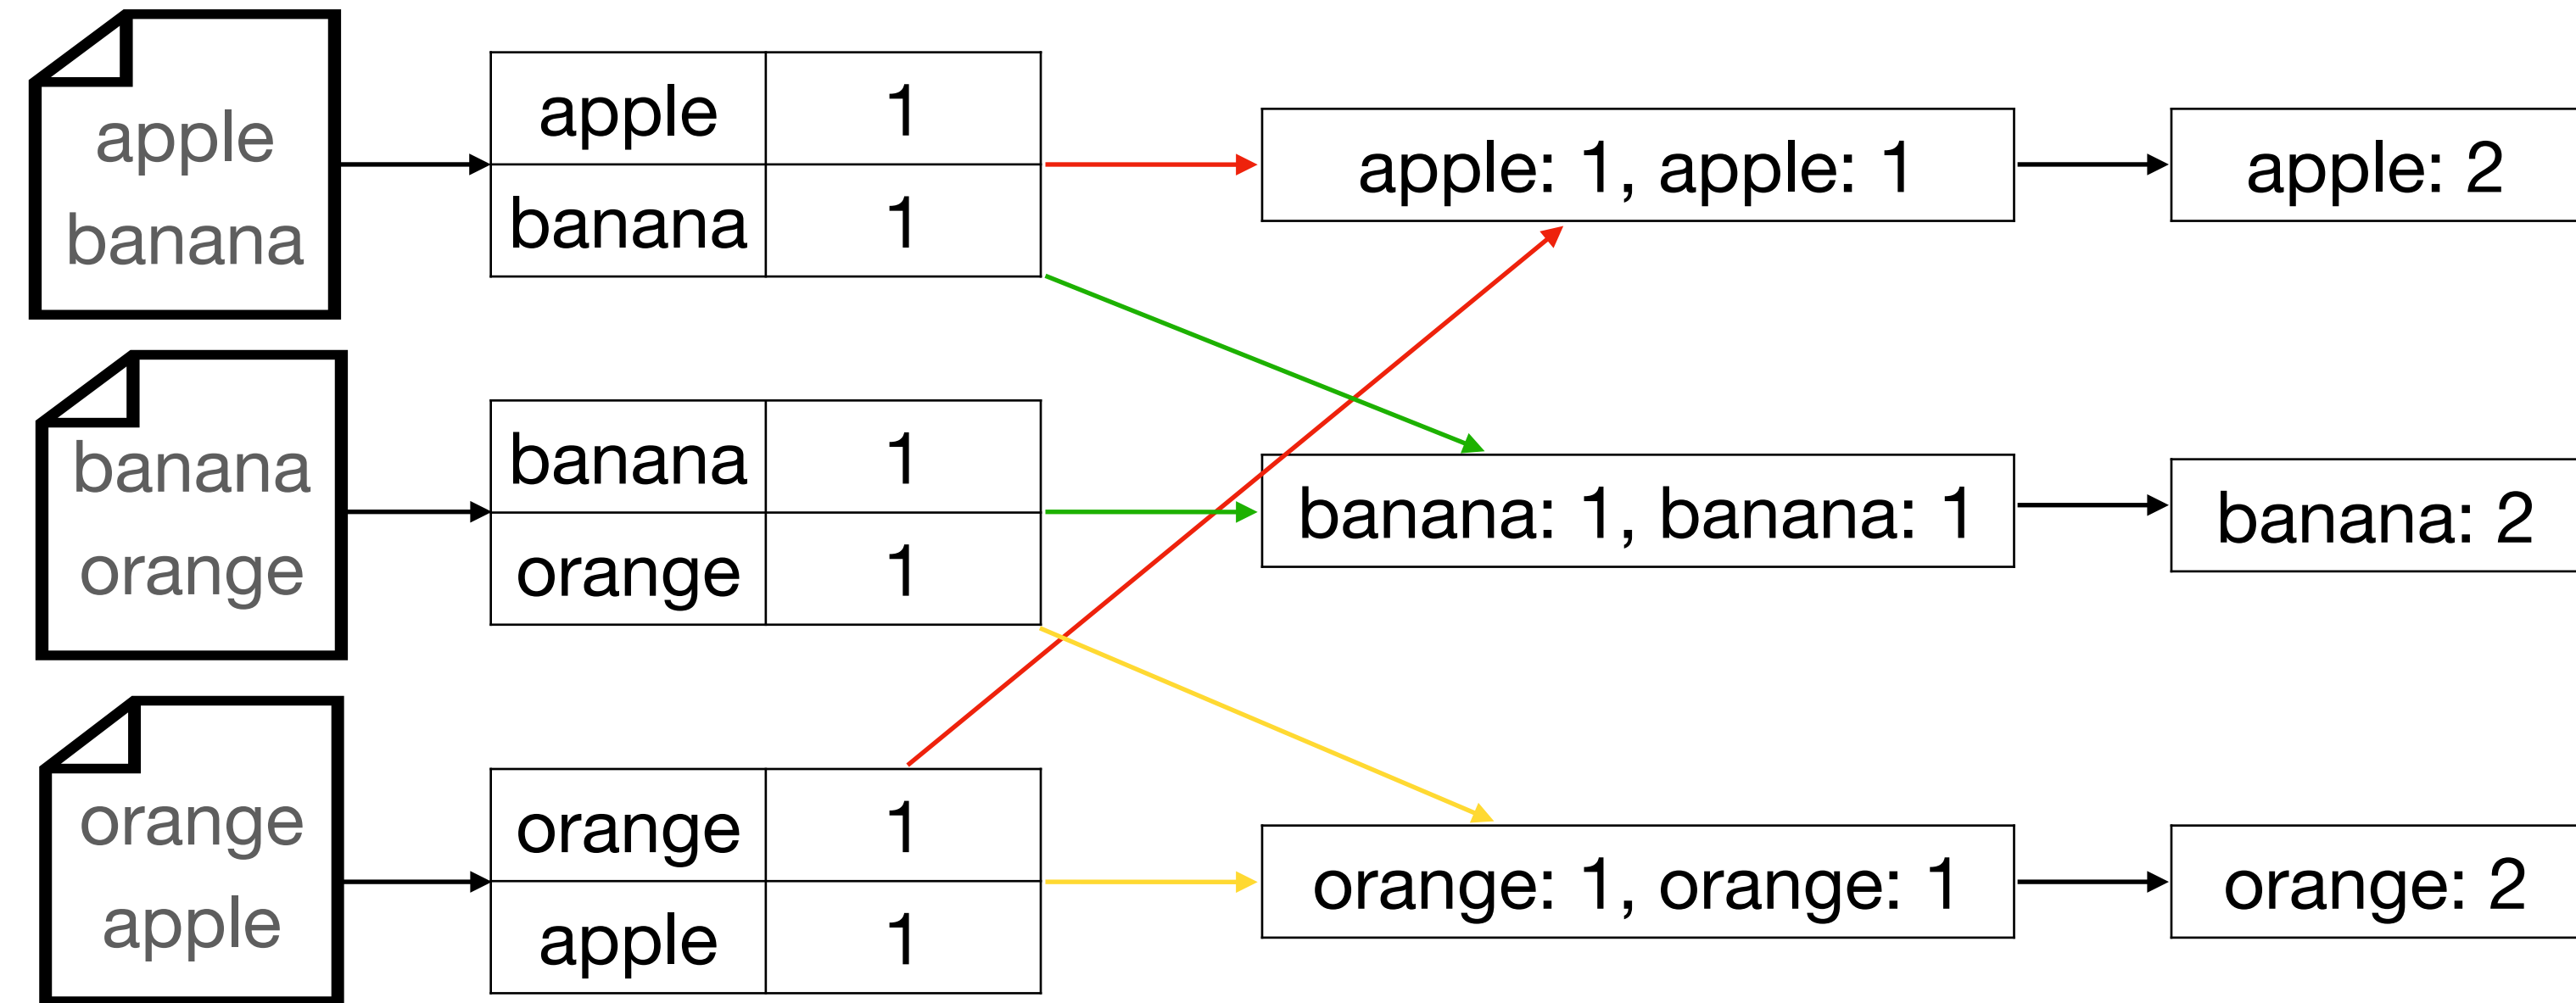 apple
banana
apple 1
banana 1
apple: 1, apple: 1
apple: 2
banana
orange
banana 1
orange 1
banana: 1, banana: 1
banana: 2
orange
apple
orange 1
apple 1
orange: 1, orange: 1
orange: 2